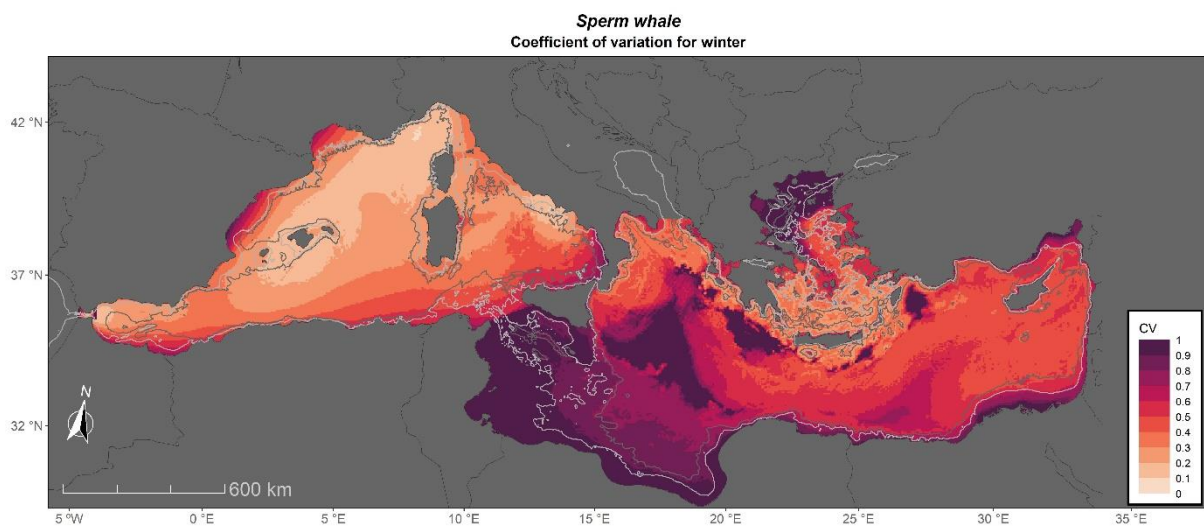 Sperm whale
Coefficient of variation for winter
42 °N
37 °N
32 °N
N
600 km
CV
1
0.9
0.8
0.7
0.6
0.5
0.4
0.3
0.2
0.1
0
5 °W
0 °E
5 °E
10 °E
15 °E
20 °E
25 °E
30 °E
35 °E